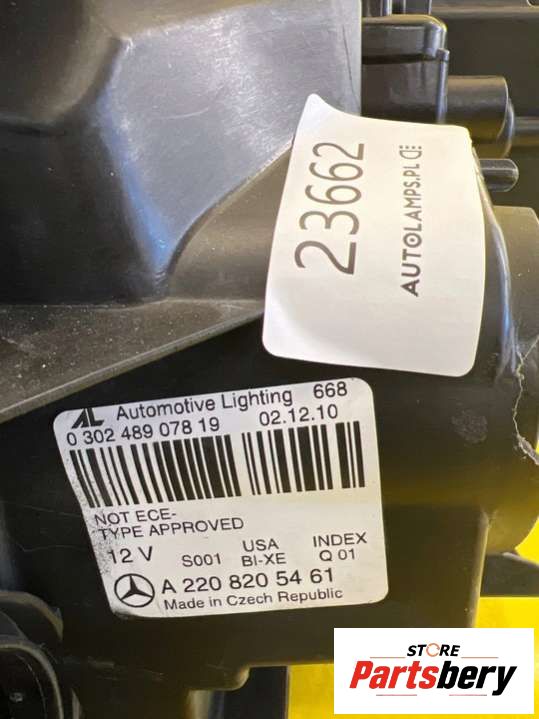 23662
AUTOLAMPS.PL
AL Automotive Lighting 668
0 302 489 078 19 02.12.10
NOT ECE-
TYPE APPROVED
12 V S001 USA BI-XE INDEX Q 01
A 220 820 54 61
Made in Czech Republic
STORE
Partsbery